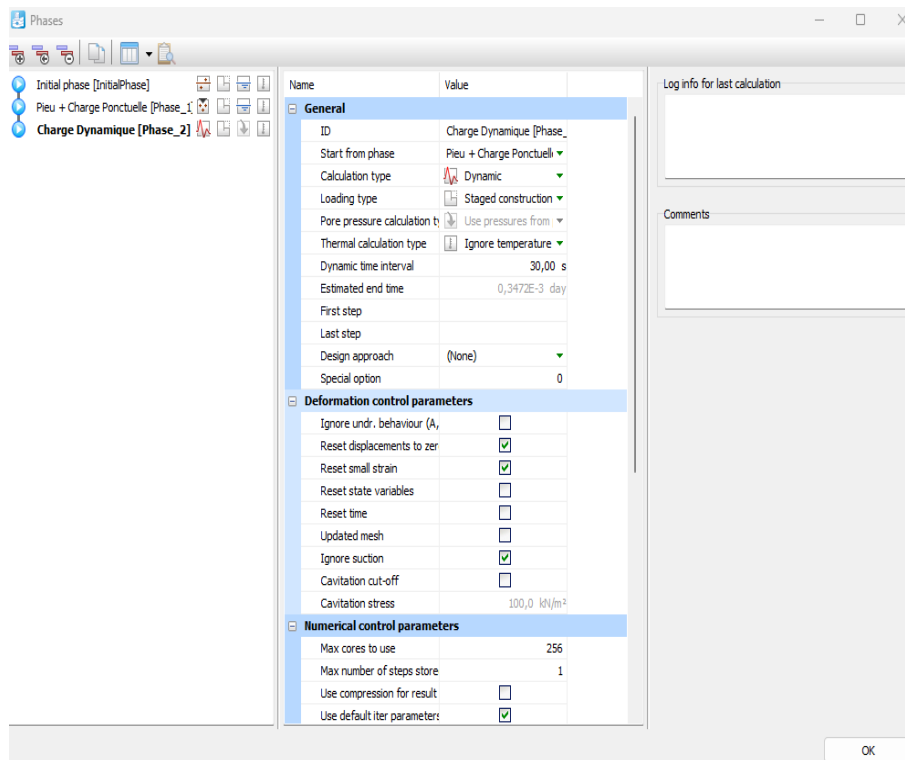 Phases
Initial phase [InitialPhase]
Pieu + Charge Ponctuelle [Phase_1]
Charge Dynamique [Phase_2]
Name Value
General
ID Charge Dynamique [Phase_
Start from phase Pieu + Charge Ponctuell
Calculation type Dynamic
Loading type Staged construction
Pore pressure calculation ty Use pressures from
Thermal calculation type Ignore temperature
Dynamic time interval 30,00 s
Estimated end time 0,3472E-3 day
First step
Last step
Design approach (None)
Special option 0
Deformation control parameters
Ignore undr. behaviour (A,
Reset displacements to zer
Reset small strain
Reset state variables
Reset time
Updated mesh
Ignore suction
Cavitation cut-off
Cavitation stress 100,0 kN/m²
Numerical control parameters
Max cores to use 256
Max number of steps store 1
Use compression for result
Use default iter parameters
Log info for last calculation
Comments
OK